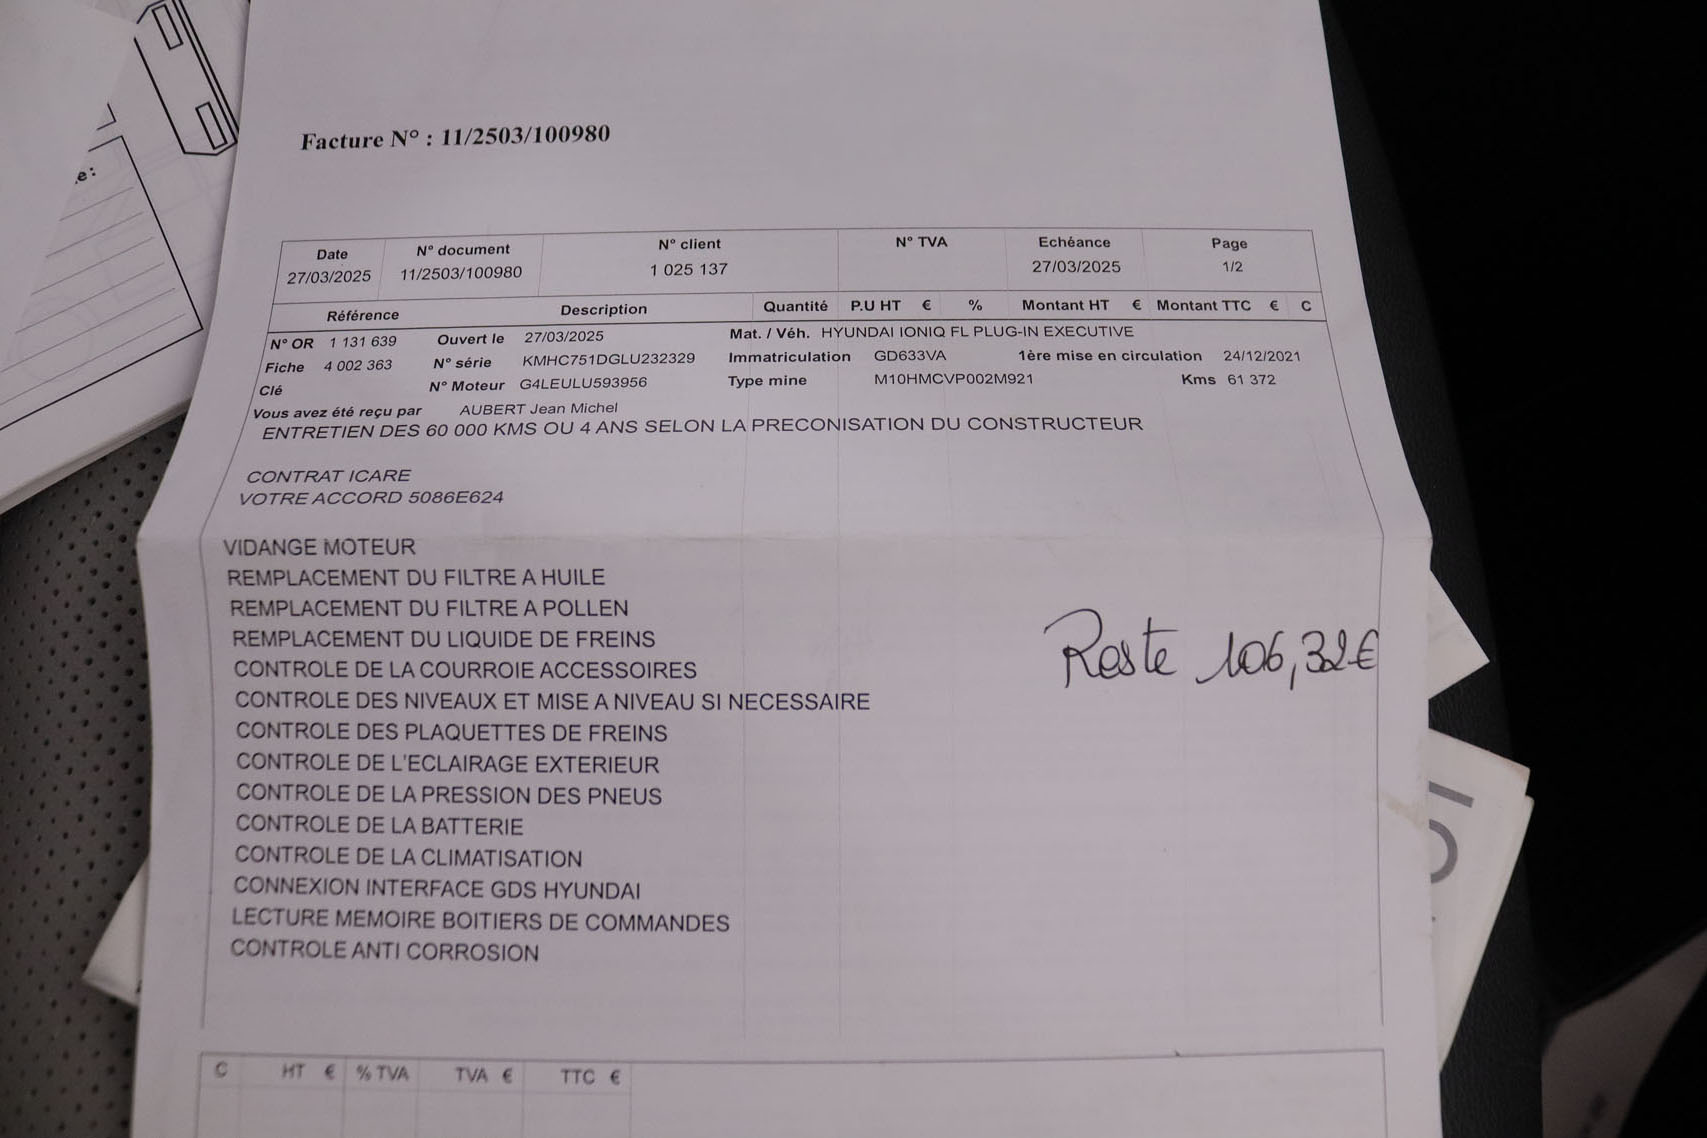 e:
Facture N° : 11/2503/100980
Date N° document N° client N° TVA Echéance Page
27/03/2025 11/2503/100980 1 025 137 27/03/2025 1/2
Référence Description Quantité P.U HT € % Montant HT € Montant TTC € C
N° OR 1 131 639 Ouvert le 27/03/2025 Mat. / Véh. HYUNDAI IONIQ FL PLUG-IN EXECUTIVE
Fiche 4 002 363 N° série KMHC751DGLU232329 Immatriculation GD633VA 1ère mise en circulation 24/12/2021
Clé N° Moteur G4LEULU593956 Type mine M10HMCVP002M921 Kms 61 372
Vous avez été reçu par AUBERT Jean Michel
ENTRETIEN DES 60 000 KMS OU 4 ANS SELON LA PRECONISATION DU CONSTRUCTEUR
CONTRAT ICARE
VOTRE ACCORD 5086E624
VIDANGE MOTEUR
REMPLACEMENT DU FILTRE A HUILE
REMPLACEMENT DU FILTRE A POLLEN
REMPLACEMENT DU LIQUIDE DE FREINS
CONTROLE DE LA COURROIE ACCESSOIRES
CONTROLE DES NIVEAUX ET MISE A NIVEAU SI NECESSAIRE
CONTROLE DES PLAQUETTES DE FREINS
CONTROLE DE L'ECLAIRAGE EXTERIEUR
CONTROLE DE LA PRESSION DES PNEUS
CONTROLE DE LA BATTERIE
CONTROLE DE LA CLIMATISATION
CONNEXION INTERFACE GDS HYUNDAI
LECTURE MEMOIRE BOITIERS DE COMMANDES
CONTROLE ANTI CORROSION
Reste 106,32€
C HT € % TVA TVA € TTC €